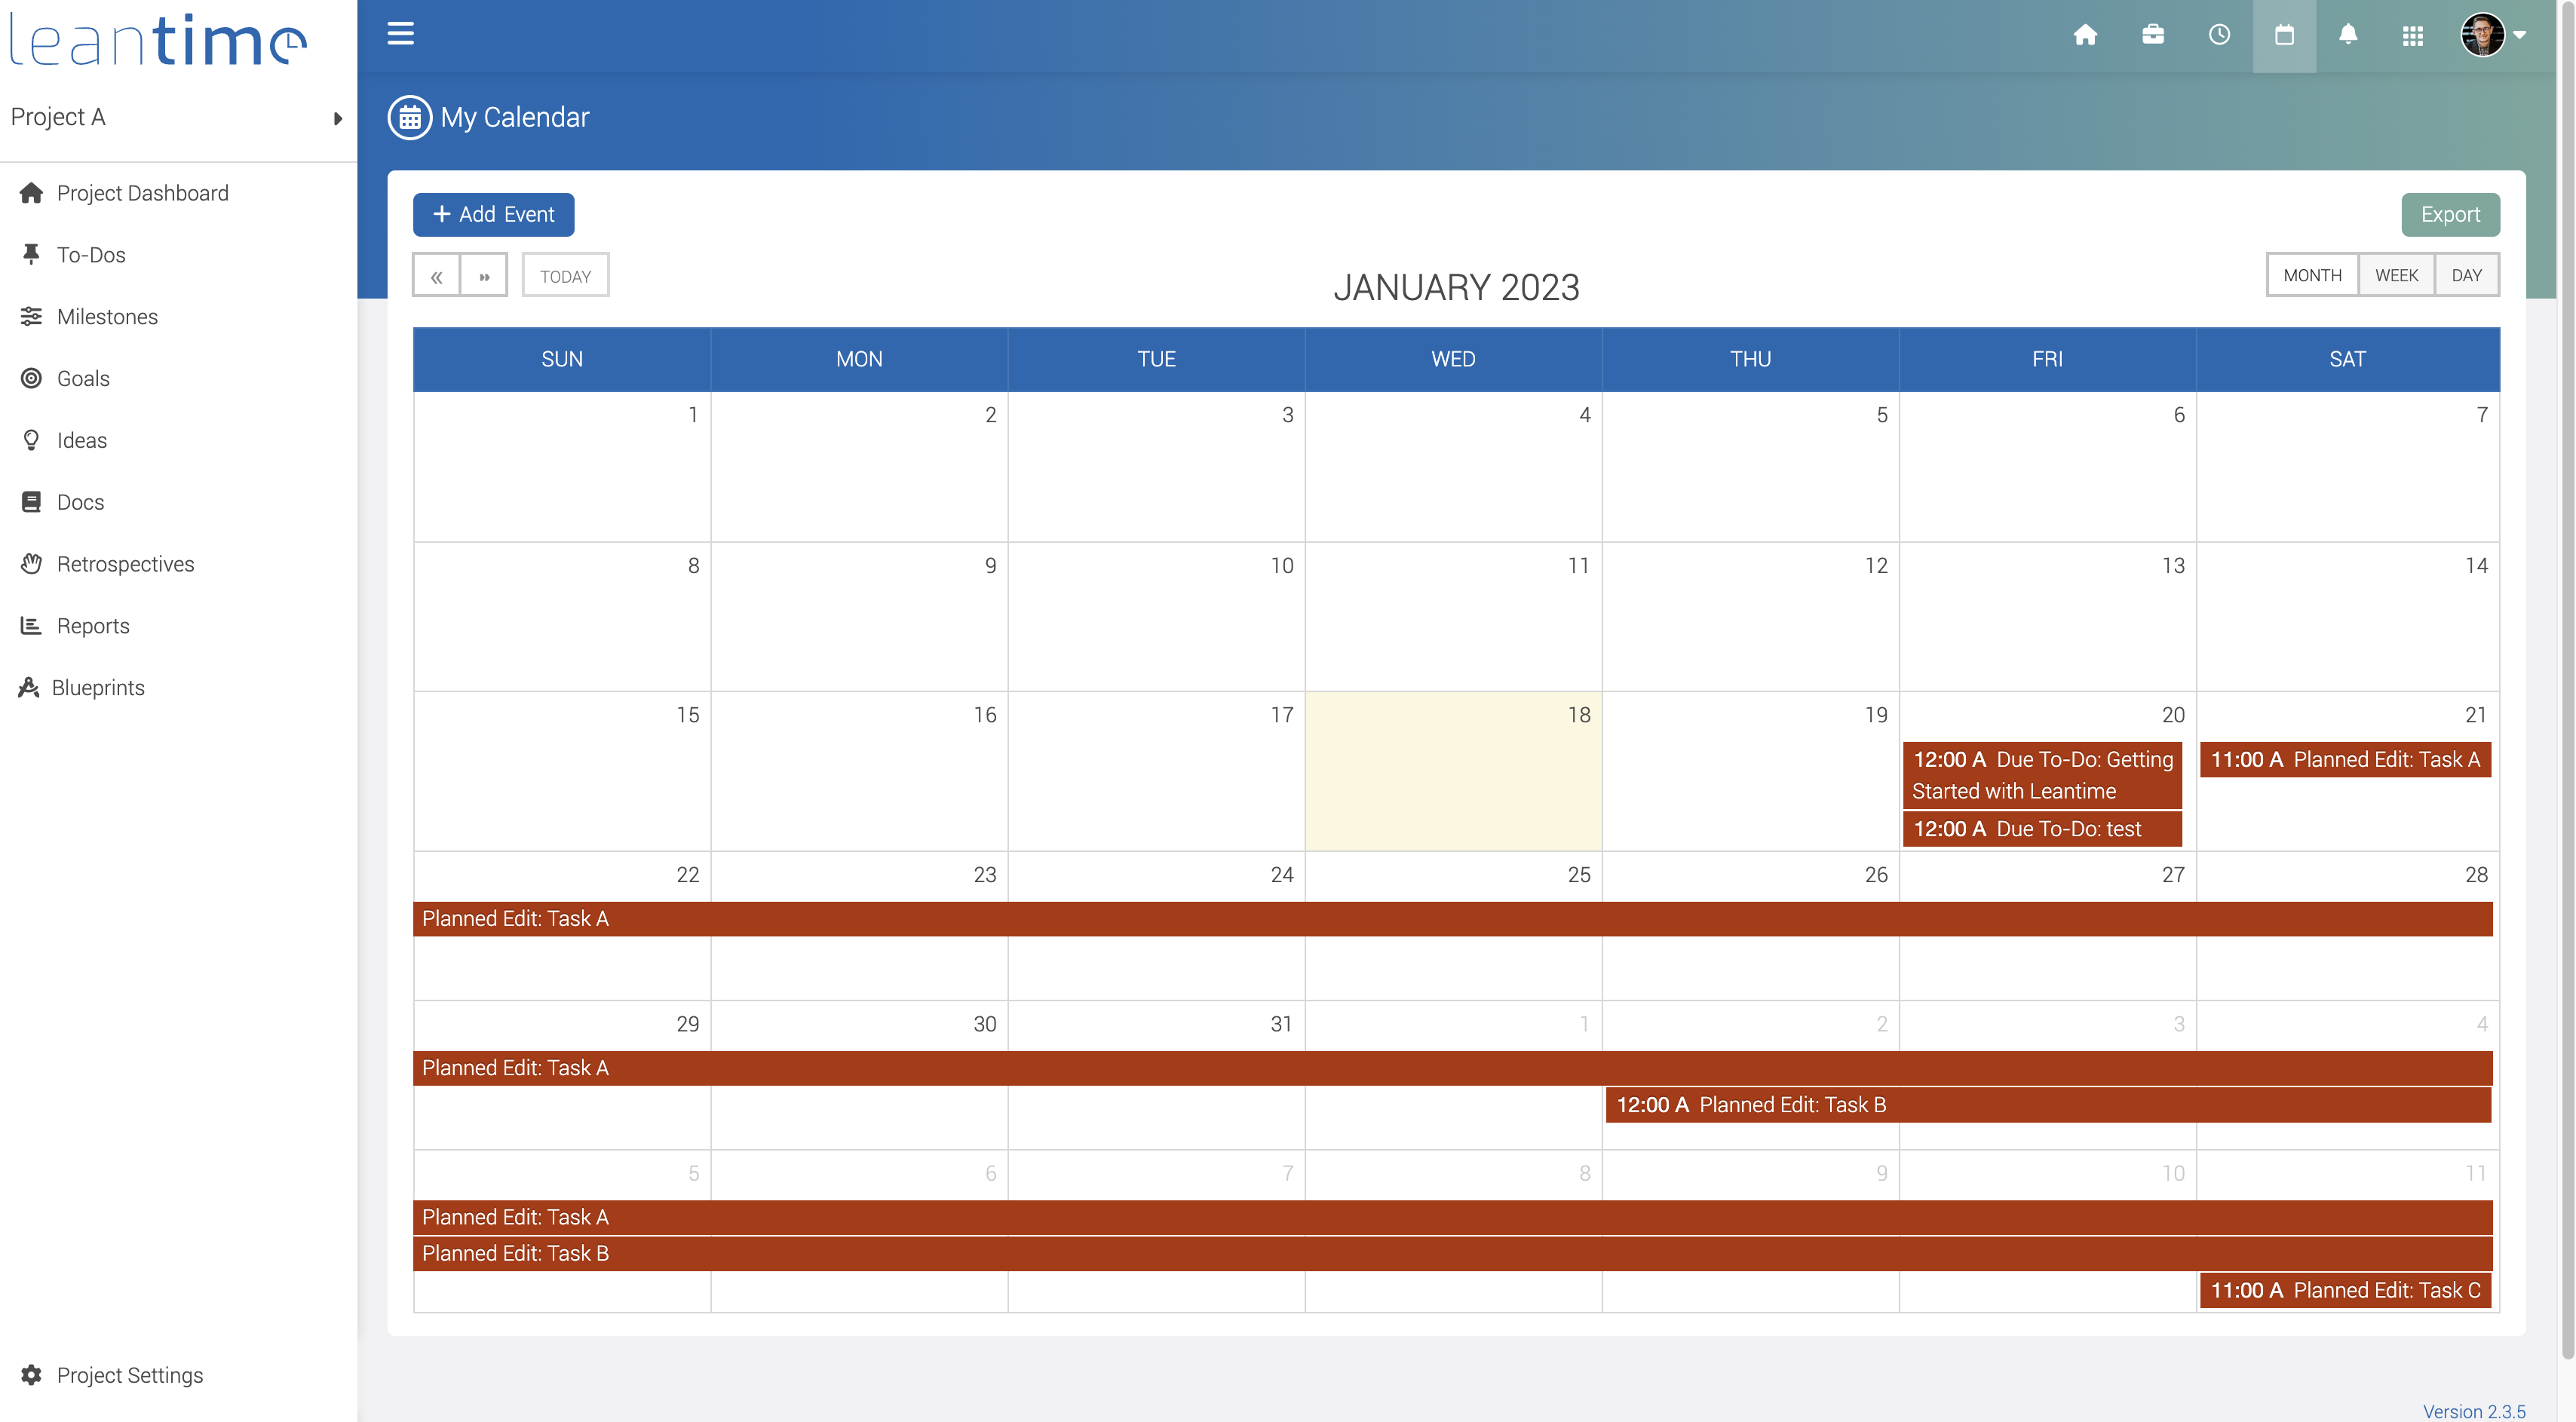 leantime
Project A
Project Dashboard
To-Dos
Milestones
Goals
Ideas
Docs
Retrospectives
Reports
Blueprints
Project Settings
My Calendar
+ Add Event
Export
« » TODAY
JANUARY 2023
MONTH WEEK DAY
SUN MON TUE WED THU FRI SAT
1 2 3 4 5 6 7
8 9 10 11 12 13 14
15 16 17 18 19 20 21
12:00 A Due To-Do: Getting
Started with Leantime
12:00 A Due To-Do: test
11:00 A Planned Edit: Task A
22 23 24 25 26 27 28
Planned Edit: Task A
29 30 31 1 2 3 4
Planned Edit: Task A
12:00 A Planned Edit: Task B
5 6 7 8 9 10 11
Planned Edit: Task A
Planned Edit: Task B
11:00 A Planned Edit: Task C
Version 2.3.5